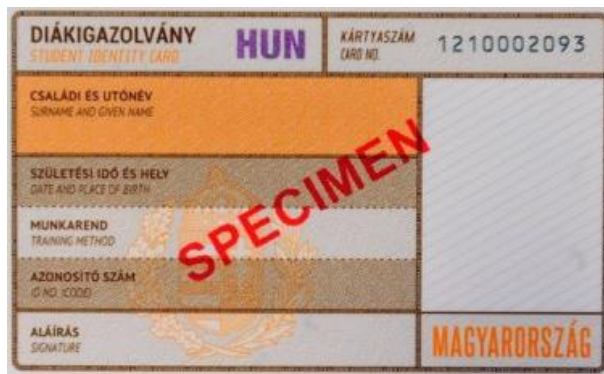 DIÁKIGAZOLVÁNY HUN KÁRTYASZÁM 1210002093
STUDENT IDENTITY CARD CARD NO.
CSALÁDI ÉS UTÓNÉV
SURNAME AND GIVEN NAME
SZÜLETÉSI IDŐ ÉS HELY
DATE AND PLACE OF BIRTH
SPECIMEN
MUNKAREND
TRAINING METHOD
AZONOSÍTÓ SZÁM
ID NO. (CODE)
ALÁÍRÁS
SIGNATURE
MAGYARORSZÁG